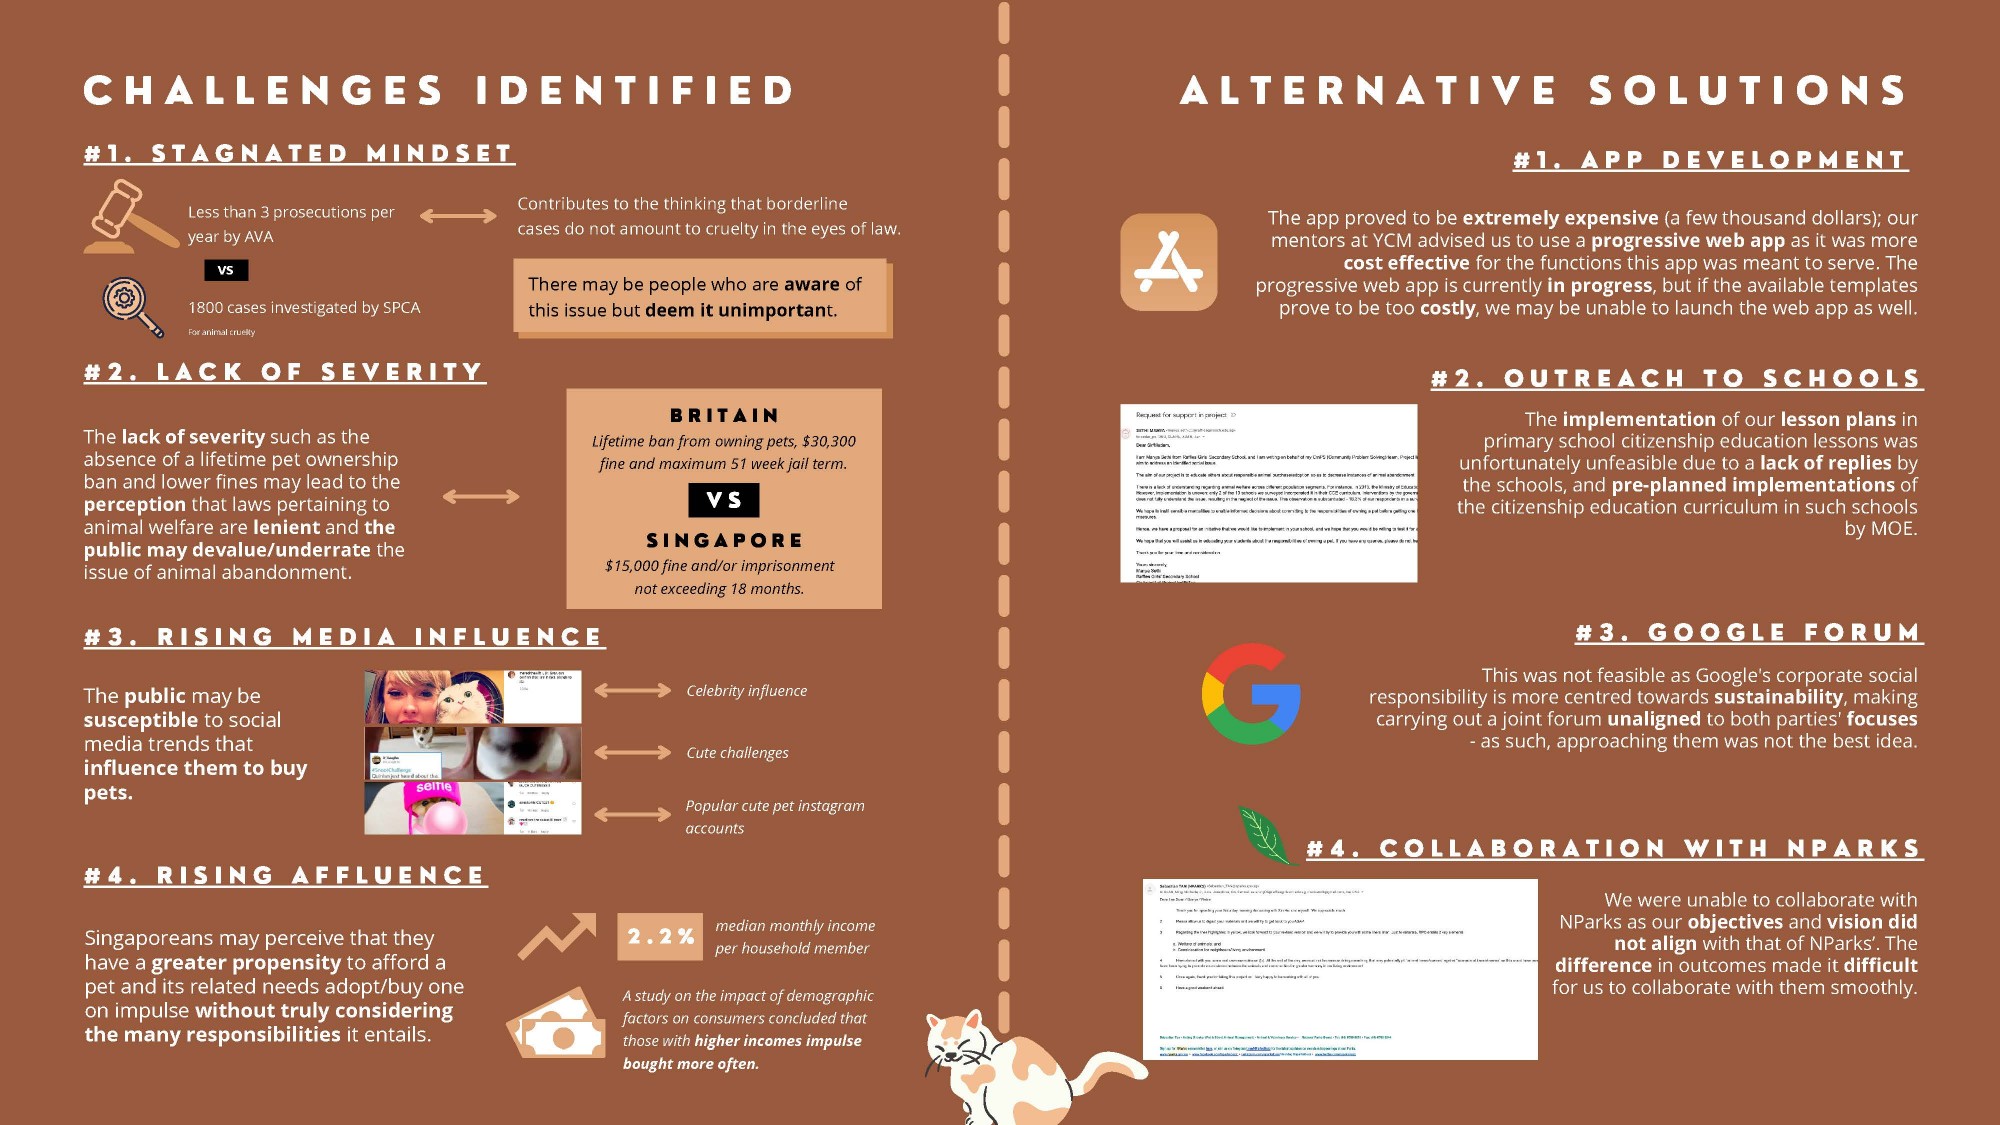 CHALLENGES IDENTIFIED
#1. STAGNATED MINDSET
Less than 3 prosecutions per
year by AVA
VS
1800 cases investigated by SPCA
For animal cruelty
Contributes to the thinking that borderline
cases do not amount to cruelty in the eyes of law.
There may be people who are aware of
this issue but deem it unimportant.
#2. LACK OF SEVERITY
The lack of severity such as the
absence of a lifetime pet ownership
ban and lower fines may lead to the
perception that laws pertaining to
animal welfare are lenient and the
public may devalue/underrate the
issue of animal abandonment.
BRITAIN
Lifetime ban from owning pets, $30,300
fine and maximum 51 week jail term.
VS
SINGAPORE
$15,000 fine and/or imprisonment
not exceeding 18 months.
#3. RISING MEDIA INFLUENCE
The public may be
susceptible to social
media trends that
influence them to buy
pets.
selfie
Celebrity influence
Cute challenges
Popular cute pet instagram
accounts
#4. RISING AFFLUENCE
Singaporeans may perceive that they
have a greater propensity to afford a
pet and its related needs adopt/buy one
on impulse without truly considering
the many responsibilities it entails.
2.2%
median monthly income
per household member
A study on the impact of demographic
factors on consumers concluded that
those with higher incomes impulse
bought more often.
ALTERNATIVE SOLUTIONS
#1. APP DEVELOPMENT
The app proved to be extremely expensive (a few thousand dollars); our
mentors at YCM advised us to use a progressive web app as it was more
cost effective for the functions this app was meant to serve. The
progressive web app is currently in progress, but if the available templates
prove to be too costly, we may be unable to launch the web app as well.
#2. OUTREACH TO SCHOOLS
Request for support in project
Dear Sir/Madam,
Thank you for your time and consideration.
Yours sincerely,
Manya Sethi
Raffles Girls' Secondary School
The implementation of our lesson plans in
primary school citizenship education lessons was
unfortunately unfeasible due to a lack of replies by
the schools, and pre-planned implementations of
the citizenship education curriculum in such schools
by MOE.
#3. GOOGLE FORUM
This was not feasible as Google's corporate social
responsibility is more centred towards sustainability, making
carrying out a joint forum unaligned to both parties' focuses
- as such, approaching them was not the best idea.
#4. COLLABORATION WITH NPARKS
We were unable to collaborate with
NParks as our objectives and vision did
not align with that of NParks’. The
difference in outcomes made it difficult
for us to collaborate with them smoothly.